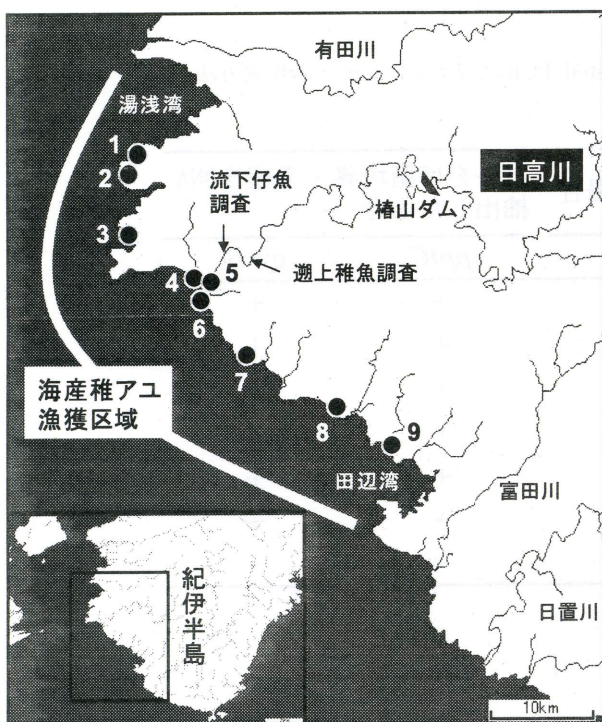 有田川
湯浅湾
1
2
流下仔魚
調査
日高川
椿山ダム
3
4
5
遡上稚魚調査
6
7
海産稚アユ
漁獲区域
8
9
田辺湾
富田川
紀伊半島
日置川
10km